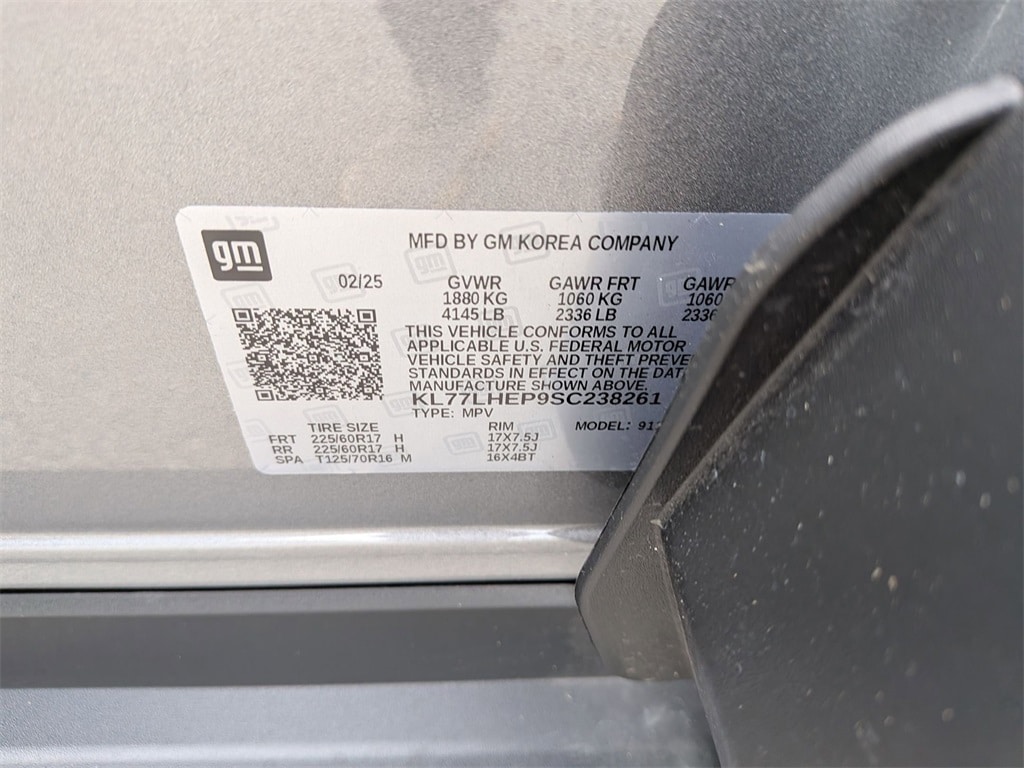 gm
MFD BY GM KOREA COMPANY
02/25 GVWR GAWR FRT GAWR
1880 KG 1060 KG 1060
4145 LB 2336 LB 2336
THIS VEHICLE CONFORMS TO ALL
APPLICABLE U.S. FEDERAL MOTOR
VEHICLE SAFETY AND THEFT
STANDARDS IN EFFECT ON THE
MANUFACTURE SHOWN ABOVE.
KL77LHEP9SC238261
TYPE: MPV
TIRE SIZE RIM MODEL:
FRT 225/60R17 H 17X7.5J
RR 225/60R17 H 17X7.5J
SPA T125/70R16 M 16X4BT